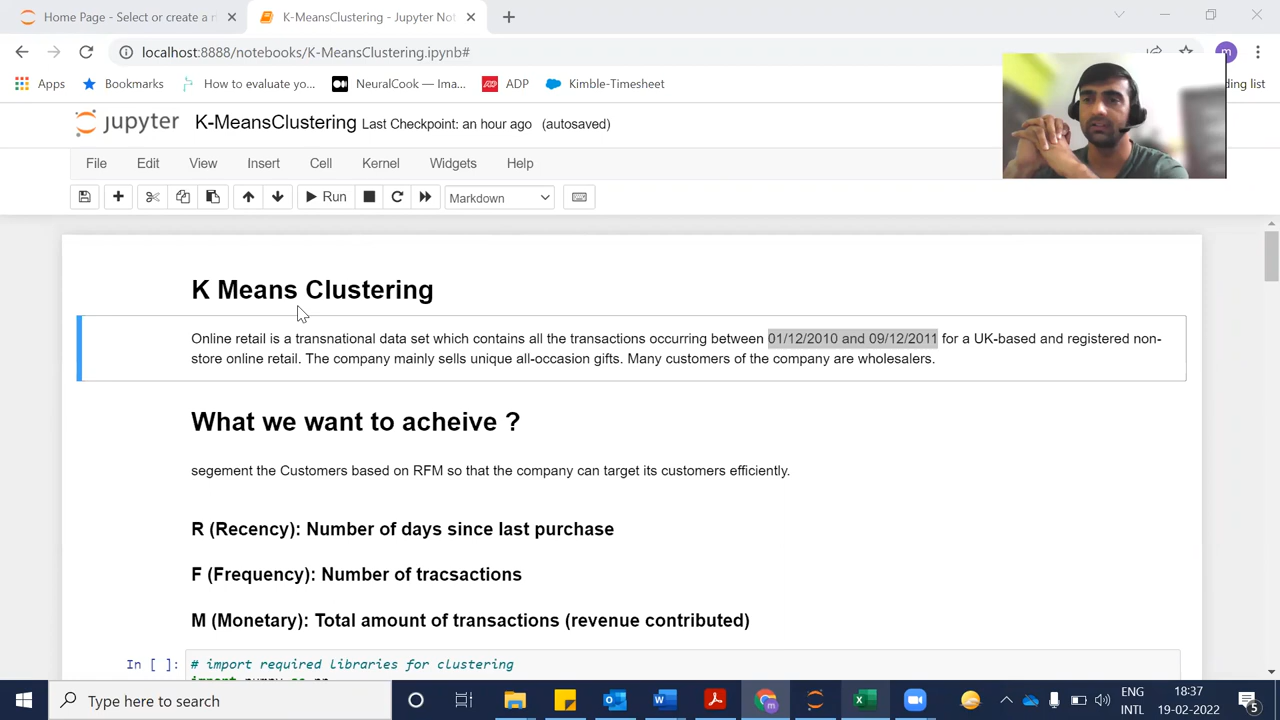 Home Page - Select or create a n
K-MeansClustering - Jupyter Not
localhost:8888/notebooks/K-MeansClustering.ipynb#
m
Apps
Bookmarks
How to evaluate yo...
NeuralCook — Ima...
ADP
Kimble-Timesheet
ding list
jupyter
K-MeansClustering Last Checkpoint: an hour ago (autosaved)
File Edit View Insert Cell Kernel Widgets Help
Run
Markdown
K Means Clustering
Online retail is a transnational data set which contains all the transactions occurring between 01/12/2010 and 09/12/2011 for a UK-based and registered non-
store online retail. The company mainly sells unique all-occasion gifts. Many customers of the company are wholesalers.
What we want to acheive ?
segement the Customers based on RFM so that the company can target its customers efficiently.
R (Recency): Number of days since last purchase
F (Frequency): Number of tracsactions
M (Monetary): Total amount of transactions (revenue contributed)
In [ ]: # import required libraries for clustering
import numpy as np
Type here to search
ENG
INTL
18:37
19-02-2022
5